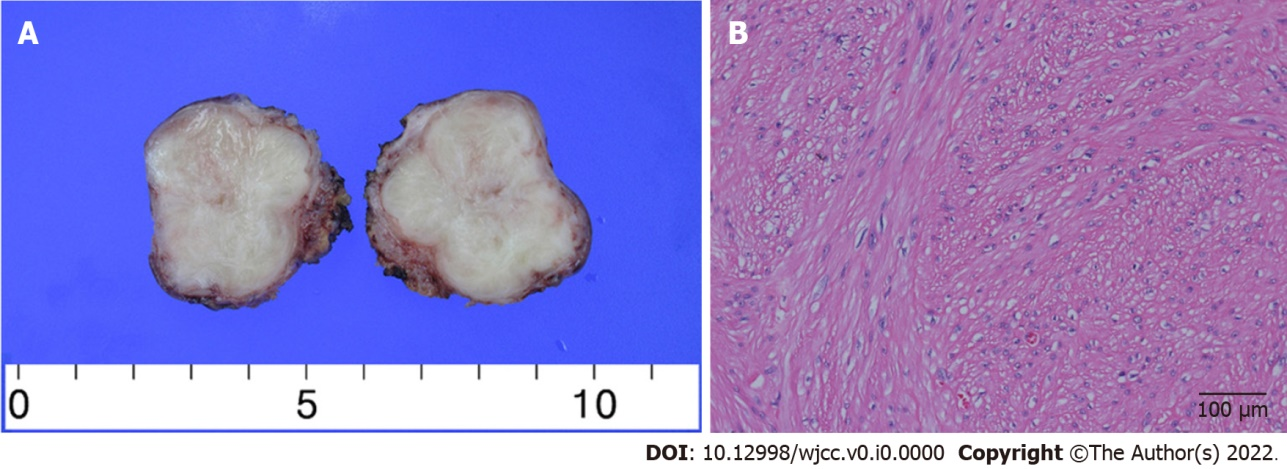 A
B
0 5 10
100 µm
DOI: 10.12998/wjcc.v0.i0.0000 Copyright ©The Author(s) 2022.